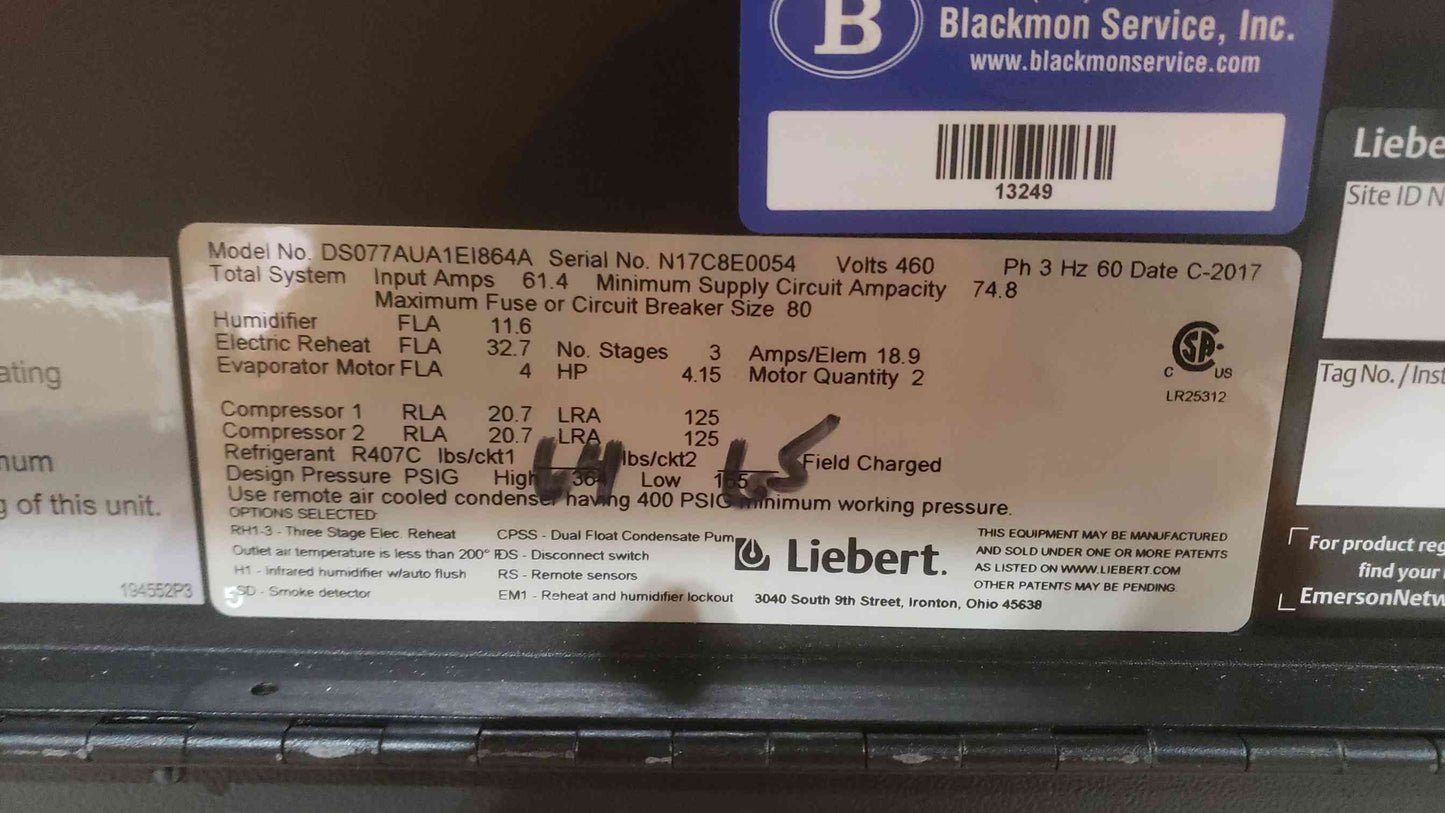 B
Blackmon Service, Inc.
www.blackmonservice.com
13249
Liebe
Site ID N
Model No. DS077AUA1EI864A Serial No. N17C8E0054 Volts 460 Ph 3 Hz 60 Date C-2017
Total System Input Amps 61.4 Minimum Supply Circuit Ampacity 74.8
Maximum Fuse or Circuit Breaker Size 80
Humidifier FLA 11.6
Electric Reheat FLA 32.7 No. Stages 3 Amps/Elem 18.9
Evaporator Motor FLA 4 HP 4.15 Motor Quantity 2
Compressor 1 RLA 20.7 LRA 125
Compressor 2 RLA 20.7 LRA 125
Refrigerant R407C lbs/ckt1 lbs/ckt2 Field Charged
Design Pressure PSIG High 364 Low
Use remote air cooled condenser having 400 PSIG minimum working pressure.
OPTIONS SELECTED:
RH1-3 - Three Stage Elec. Reheat CPSS - Dual Float Condensate Pum
Outlet air temperature is less than 200° F DS - Disconnect switch
H1 - Infrared humidifier w/auto flush RS - Remote sensors
SD - Smoke detector EM1 - Reheat and humidifier lockout
5
C US
LR25312
Liebert.
3040 South 9th Street, Ironton, Ohio 45638
THIS EQUIPMENT MAY BE MANUFACTURED
AND SOLD UNDER ONE OR MORE PATENTS
AS LISTED ON WWW.LIEBERT.COM
OTHER PATENTS MAY BE PENDING.
Tag No. / Inst
For product reg
find your
EmersonNetw
ating
num
g of this unit.
194552P3